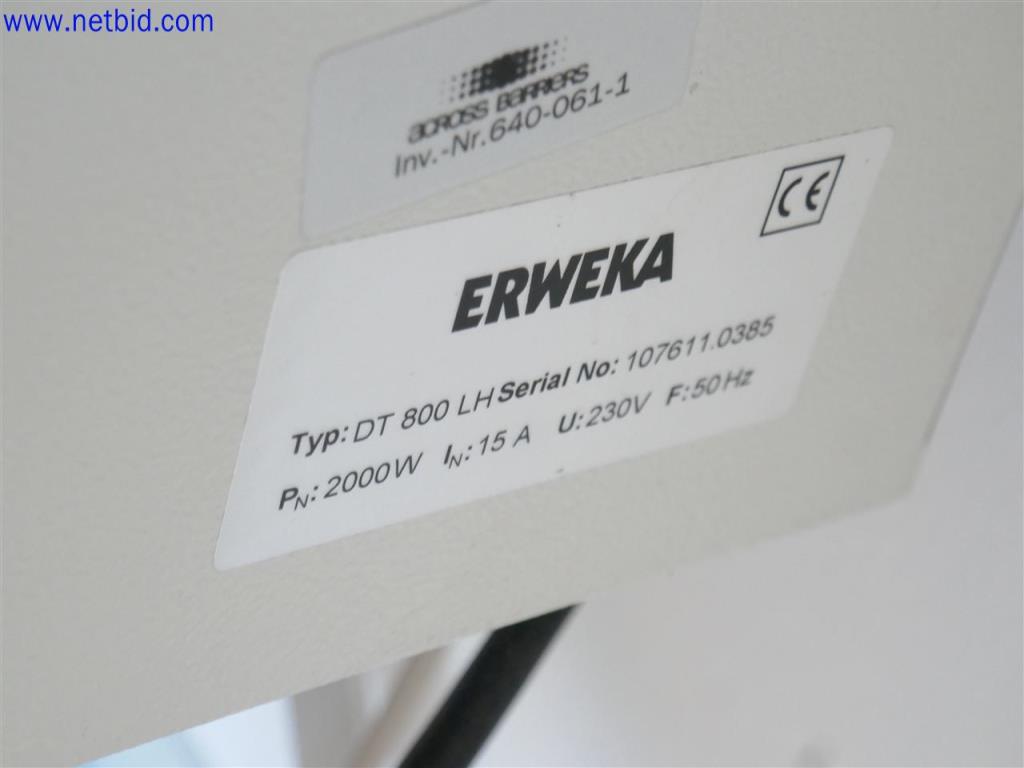 www.netbid.com
across barriers
Inv.-Nr.640-061-1
CE
ERWEKA
Typ: DT 800 LH Serial No: 107611.0385
PN: 2000W IN: 15 A U: 230V F: 50Hz